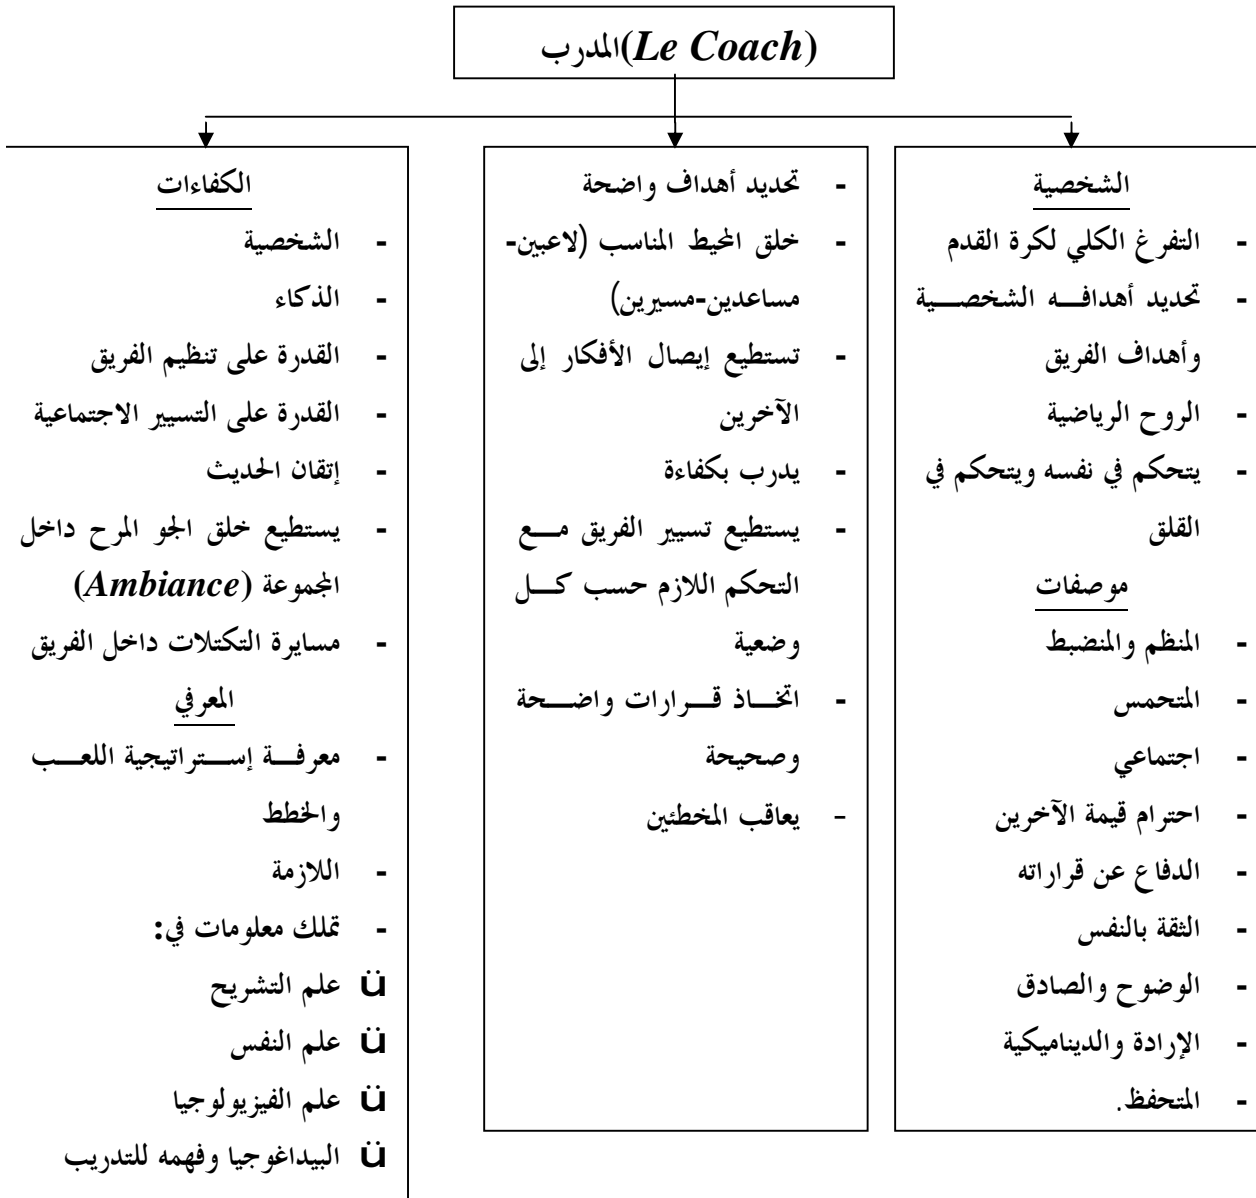 المدرب(Le Coach)
الشخصية
- التفرغ الكلي لكرة القدم
- تحديد أهدافه الشخصية
وأهداف الفريق
- الروح الرياضية
- يتحكم في نفسه ويتحكم في
القلق
موصفات
- المنظم والمنضبط
- المتحمس
- اجتماعي
- احترام قيمة الآخرين
- الدفاع عن قراراته
- الثقة بالنفس
- الوضوح والصادق
- الإرادة والديناميكية
- المتحفظ.
- تحديد أهداف واضحة
- خلق المحيط المناسب (لاعبين-
مساعدين-مسيرين)
- تستطيع إيصال الأفكار إلى
الآخرين
- يدرب بكفاءة
- يستطيع تسيير الفريق مع
التحكم اللازم حسب كل
وضعية
- اتخاذ قرارات واضحة
وصحيحة
- يعاقب المخطئين
الكفاءات
- الشخصية
- الذكاء
- القدرة على تنظيم الفريق
- القدرة على التسيير الاجتماعية
- إتقان الحديث
- يستطيع خلق الجو المرح داخل
المجموعة (Ambiance)
- مسايرة التكتلات داخل الفريق
المعرفي
- معرفة إستراتيجية اللعب
والخطط
- اللازمة
- تملك معلومات في:
Ü علم التشريح
Ü علم النفس
Ü علم الفيزيولوجيا
Ü البيداغوجيا وفهمه للتدريب